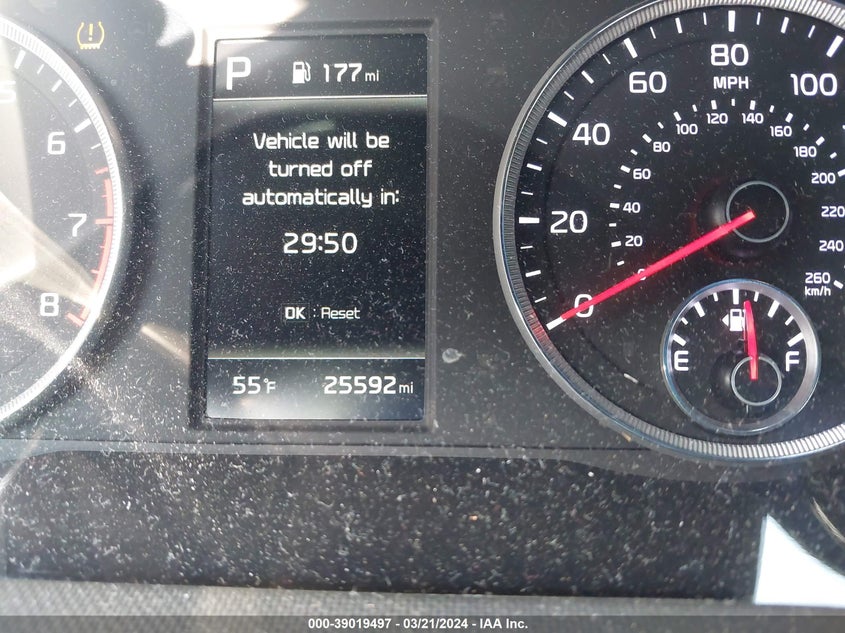 P 177 mi
Vehicle will be
turned off
automatically in:
29:50
OK : Reset
55°F 25592 mi
5
6
7
8
0
20
40
60
80
100
MPH
0
20
40
60
80
100
120
140
160
180
200
220
240
260
km/h
E F
000-39019497 - 03/21/2024 - IAA Inc.